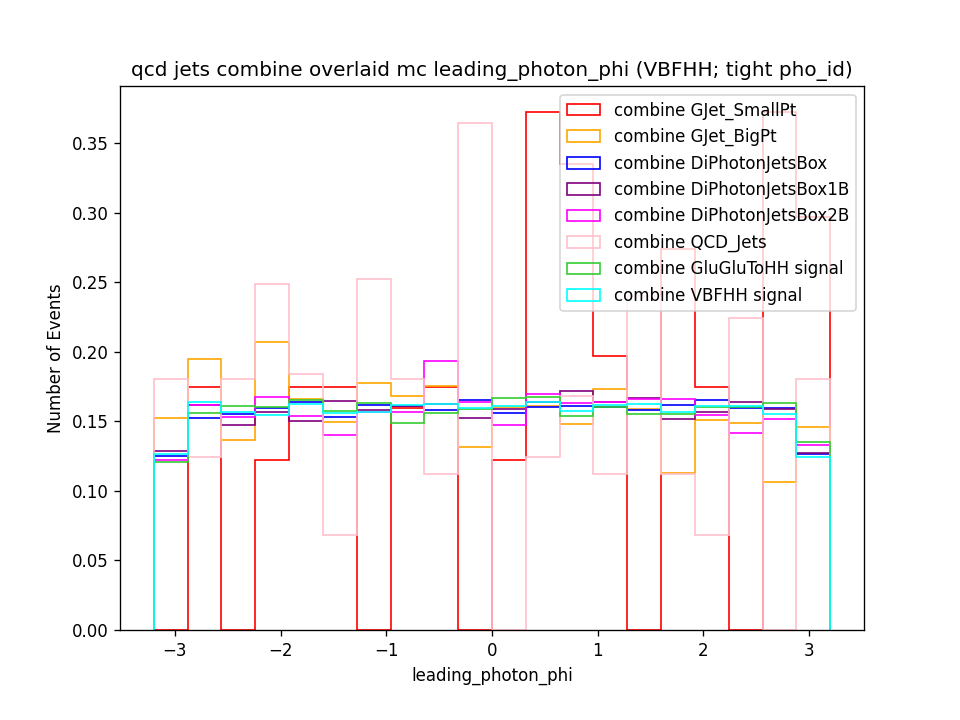 qcd jets combine overlaid mc leading_photon_phi (VBFHH; tight pho_id)
combine GJet_SmallPt
combine GJet_BigPt
combine DiPhotonJetsBox
combine DiPhotonJetsBox1B
combine DiPhotonJetsBox2B
combine QCD_Jets
combine GluGluToHH signal
combine VBFHH signal
Number of Events
0.35
0.30
0.25
0.20
0.15
0.10
0.05
0.00
−3 −2 −1 0 1 2 3
leading_photon_phi